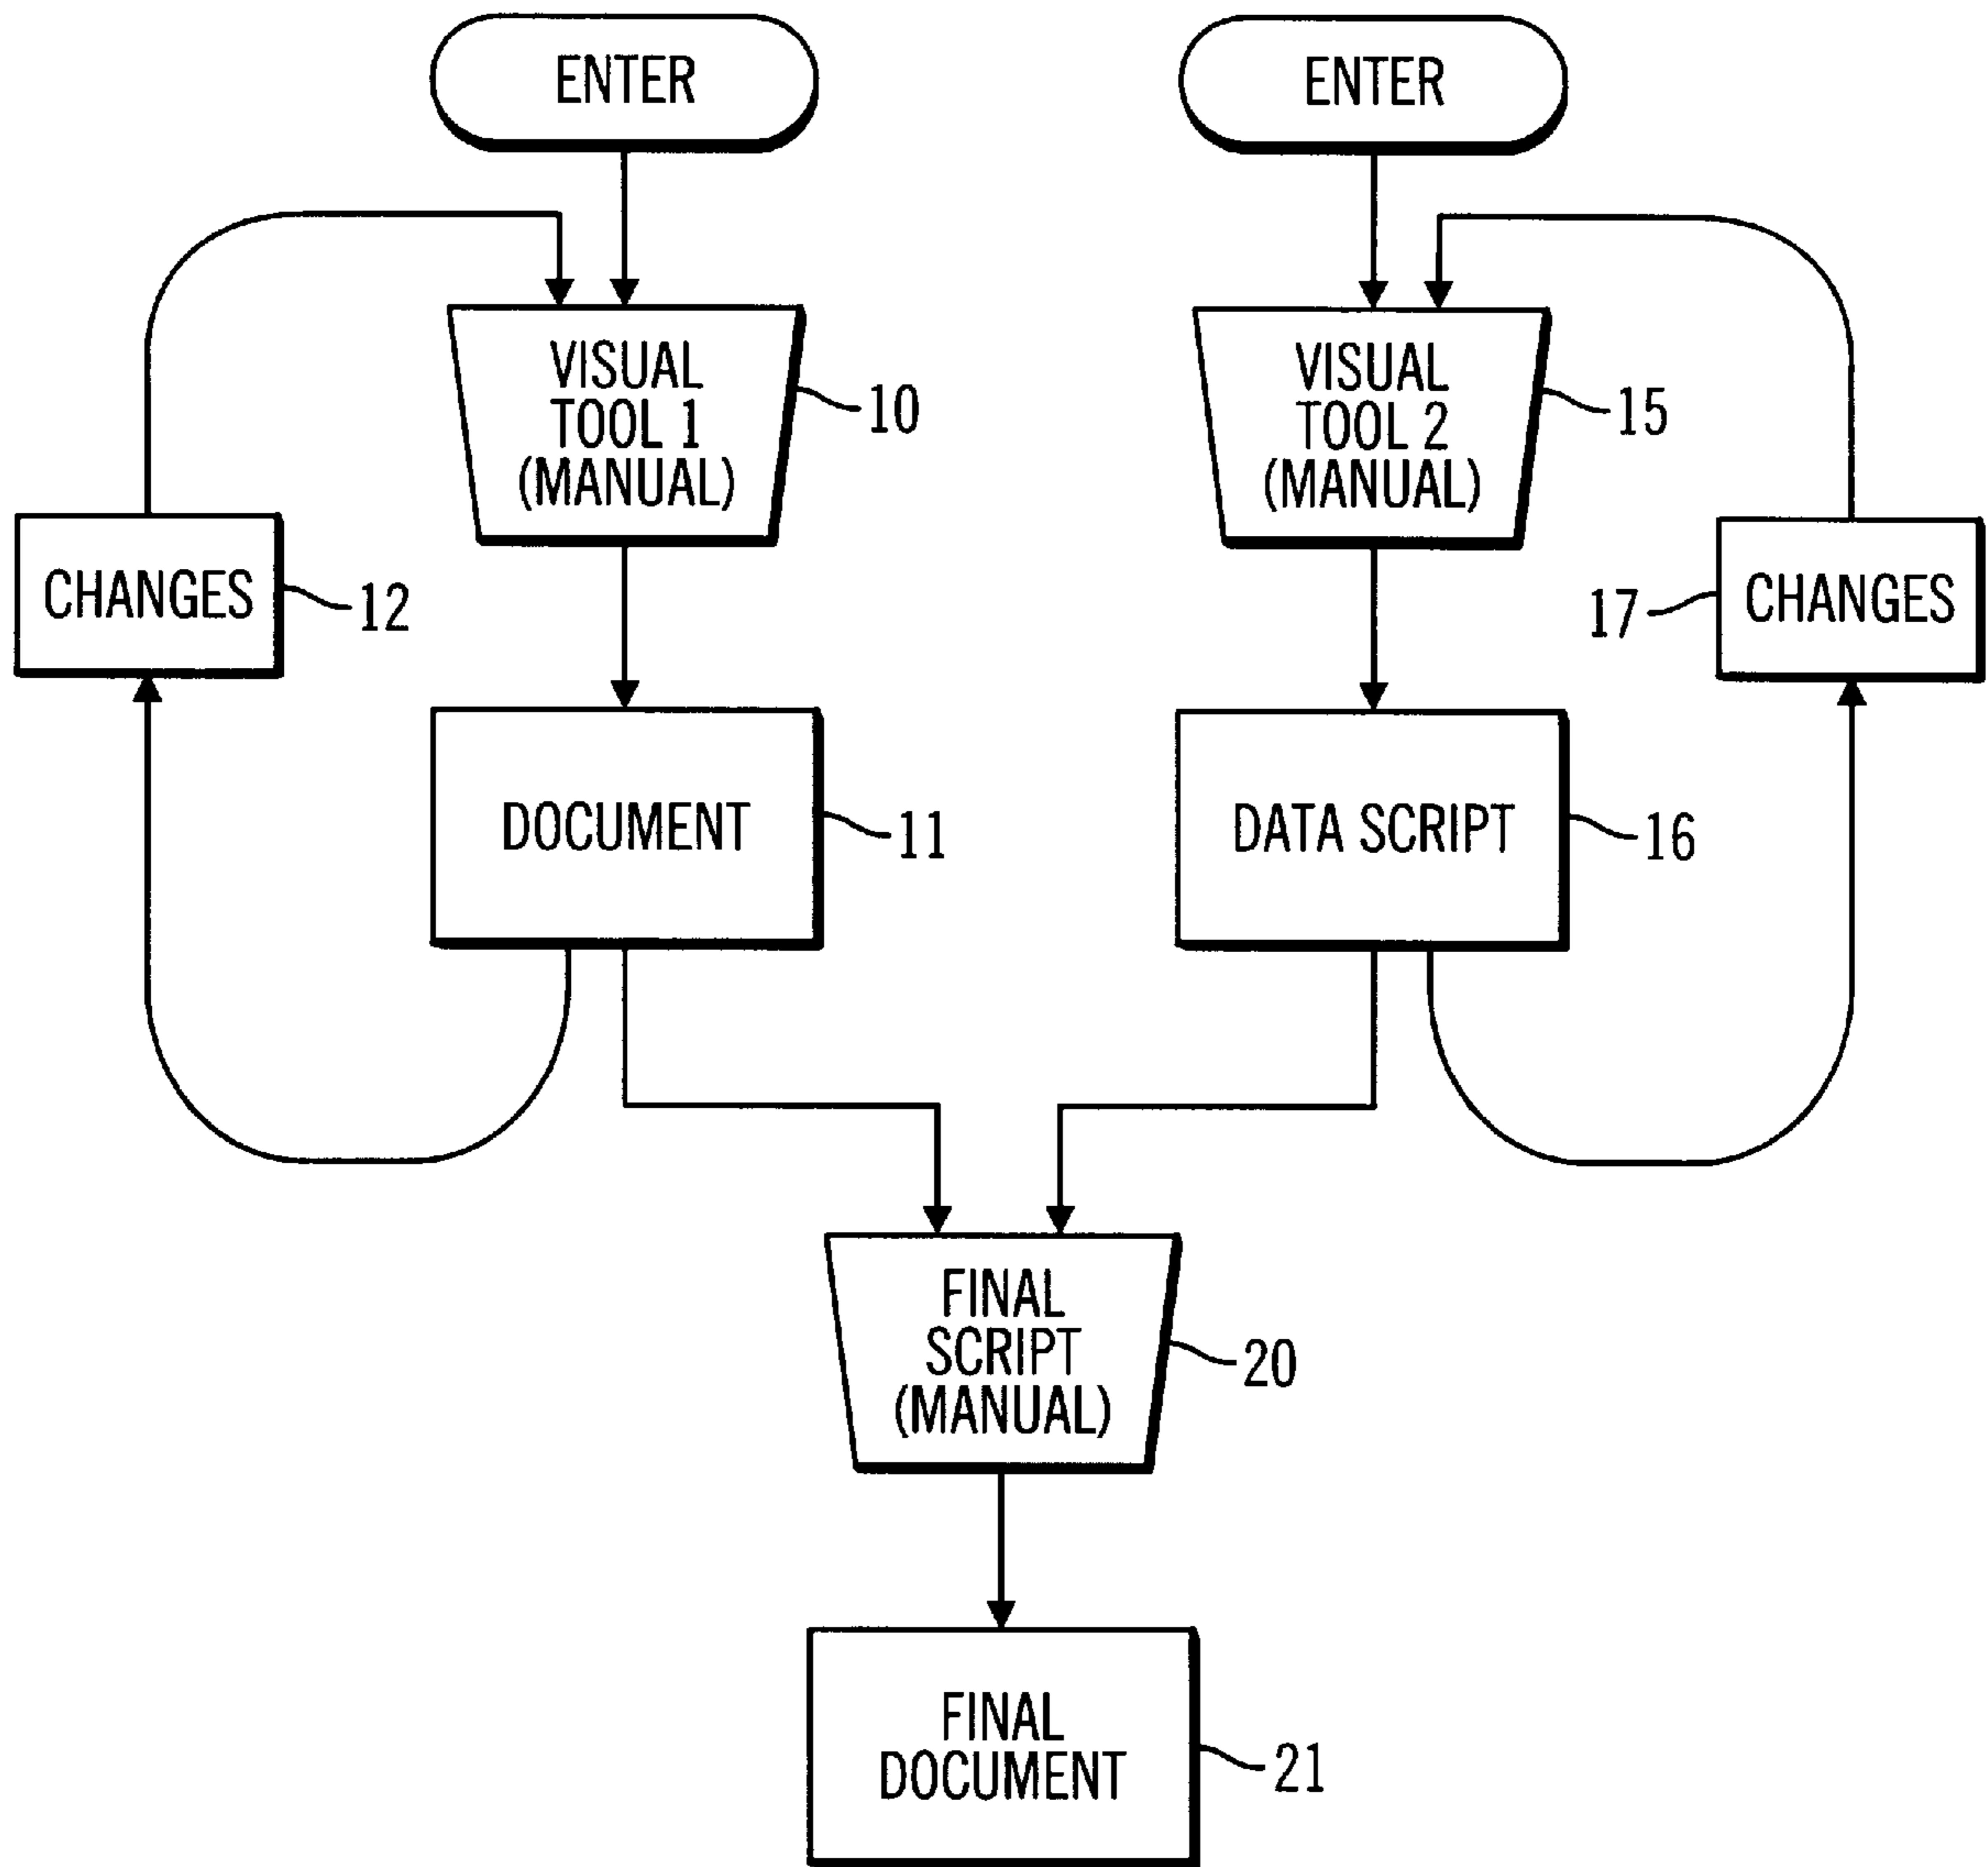 ENTER
ENTER
VISUAL
TOOL 1
(MANUAL)
10
VISUAL
TOOL 2
(MANUAL)
15
CHANGES
12
17
CHANGES
DOCUMENT
11
DATA SCRIPT
16
FINAL
SCRIPT
(MANUAL)
20
FINAL
DOCUMENT
21